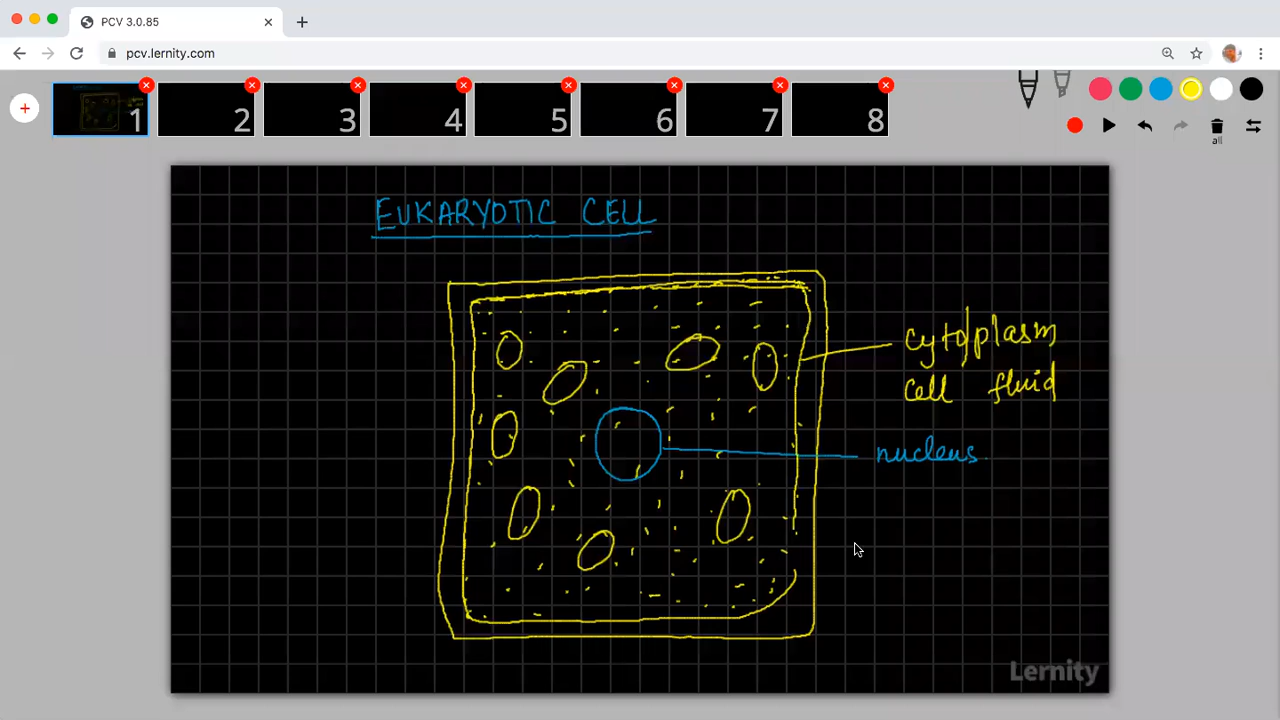 PCV 3.0.85
pcv.lernity.com
1 2 3 4 5 6 7 8
all
EUKARYOTIC CELL
cytoplasm
cell fluid
nucleus
Lernity